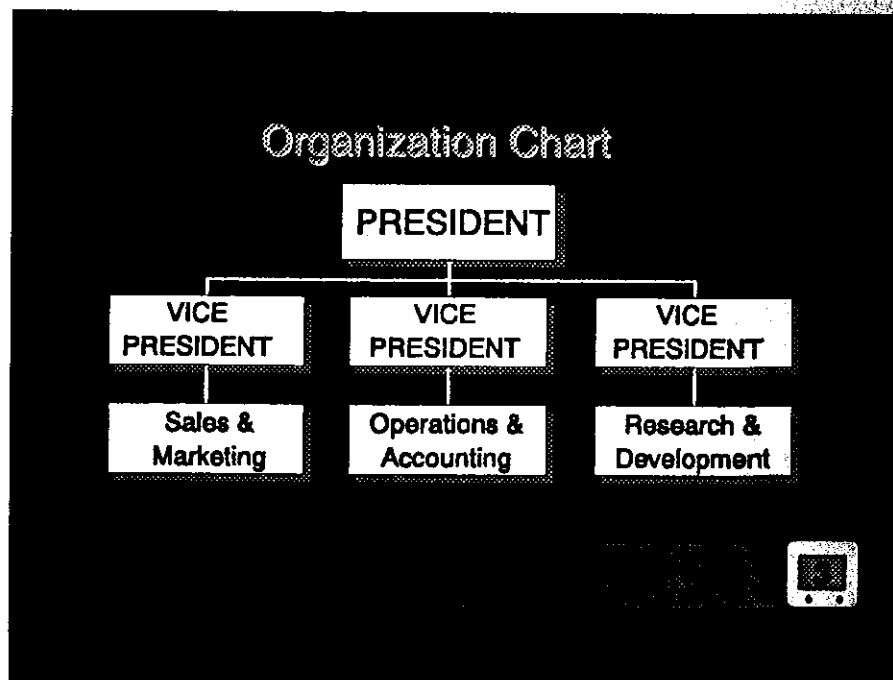 Organization Chart
PRESIDENT
VICE
PRESIDENT
VICE
PRESIDENT
VICE
PRESIDENT
Sales &
Marketing
Operations &
Accounting
Research &
Development